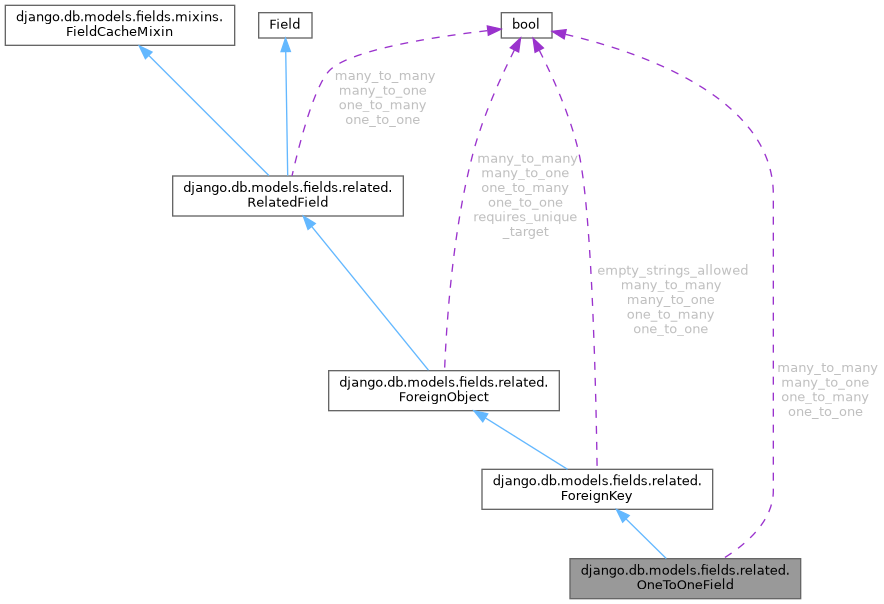 django.db.models.fields.mixins.
FieldCacheMixin
Field
bool
many_to_many
many_to_one
one_to_many
one_to_one
many_to_many
many_to_one
one_to_many
one_to_one
requires_unique
_target
django.db.models.fields.related.
RelatedField
empty_strings_allowed
many_to_many
many_to_one
one_to_many
one_to_one
django.db.models.fields.related.
ForeignObject
many_to_many
many_to_one
one_to_many
one_to_one
django.db.models.fields.related.
ForeignKey
django.db.models.fields.related.
OneToOneField